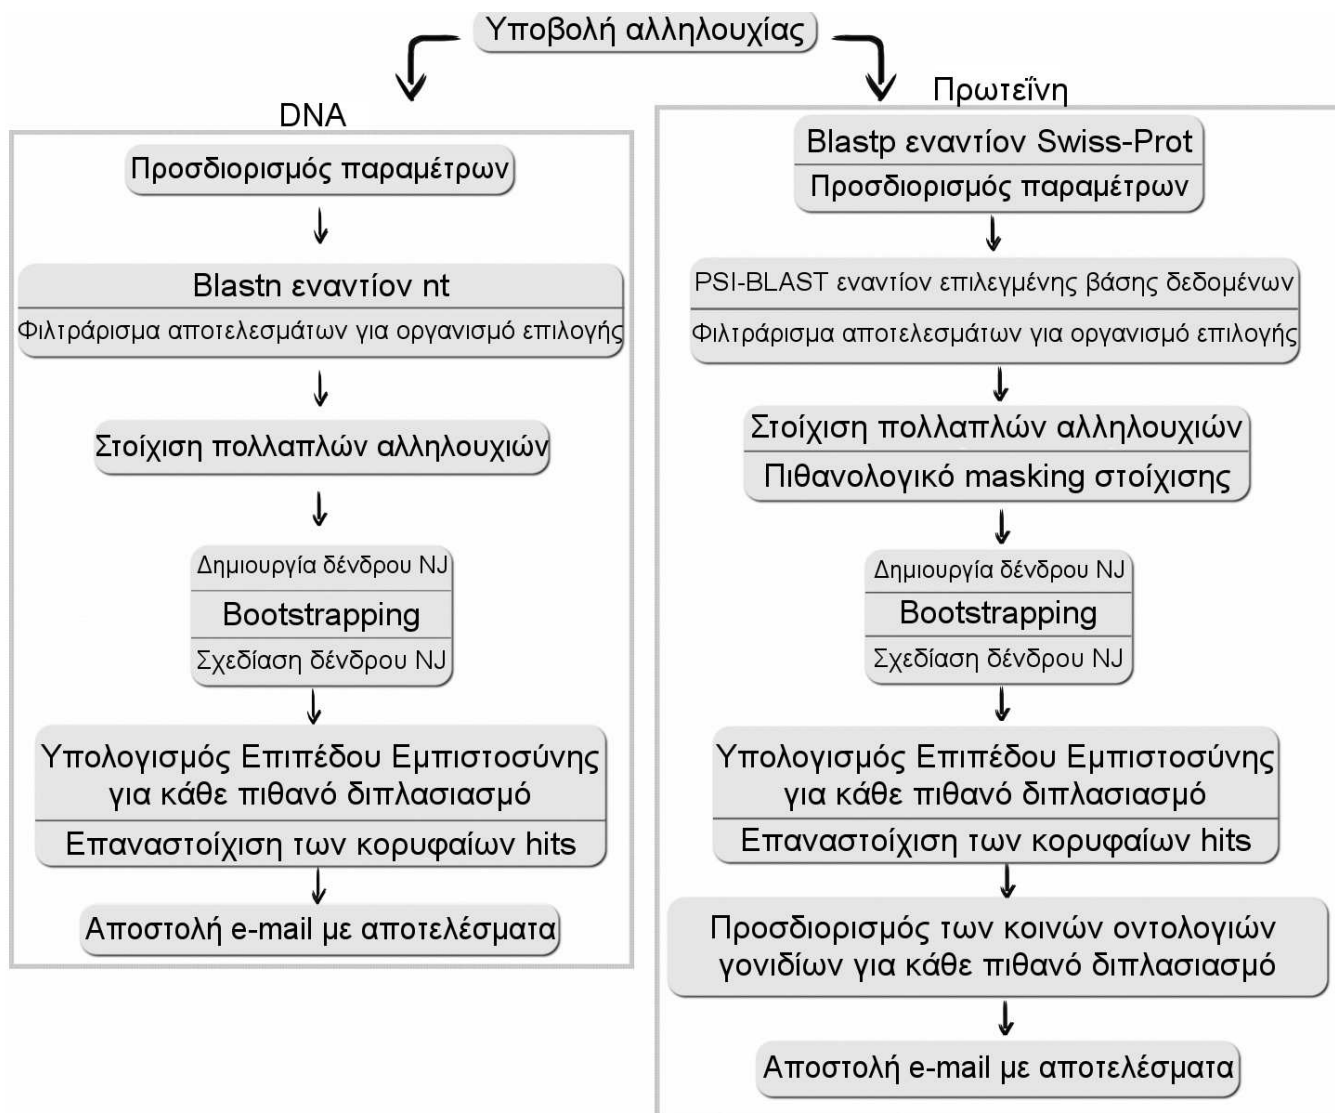 Υποβολή αλληλουχίας
DNA
Προσδιορισμός παραμέτρων
Blastn εναντίον nt
Φιλτράρισμα αποτελεσμάτων για οργανισμό επιλογής
Στοίχιση πολλαπλών αλληλουχιών
Δημιουργία δένδρου NJ
Bootstrapping
Σχεδίαση δένδρου NJ
Υπολογισμός Επιπέδου Εμπιστοσύνης
για κάθε πιθανό διπλασιασμό
Επαναστοίχιση των κορυφαίων hits
Αποστολή e-mail με αποτελέσματα
Πρωτεΐνη
Blastp εναντίον Swiss-Prot
Προσδιορισμός παραμέτρων
PSI-BLAST εναντίον επιλεγμένης βάσης δεδομένων
Φιλτράρισμα αποτελεσμάτων για οργανισμό επιλογής
Στοίχιση πολλαπλών αλληλουχιών
Πιθανολογικό masking στοίχισης
Δημιουργία δένδρου NJ
Bootstrapping
Σχεδίαση δένδρου NJ
Υπολογισμός Επιπέδου Εμπιστοσύνης
για κάθε πιθανό διπλασιασμό
Επαναστοίχιση των κορυφαίων hits
Προσδιορισμός των κοινών οντολογιών
γονιδίων για κάθε πιθανό διπλασιασμό
Αποστολή e-mail με αποτελέσματα